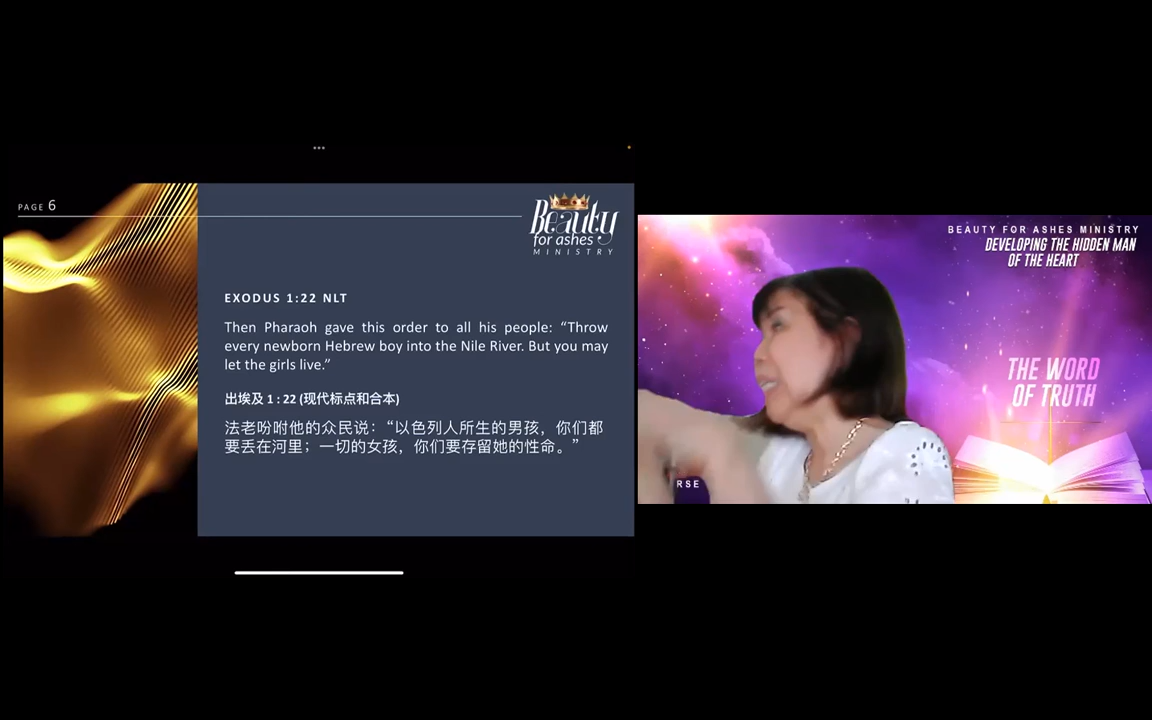 PAGE 6
Beauty
for ashes
MINISTRY
EXODUS 1:22 NLT
Then Pharaoh gave this order to all his people: “Throw
every newborn Hebrew boy into the Nile River. But you may
let the girls live.”
出埃及 1 : 22 (现代标点和合本)
法老吩咐他的众民说：“以色列人所生的男孩，你们都
要丢在河里；一切的女孩，你们要存留她的性命。”
BEAUTY FOR ASHES MINISTRY
DEVELOPING THE HIDDEN MAN
OF THE HEART
THE WORD
OF TRUTH
RSE